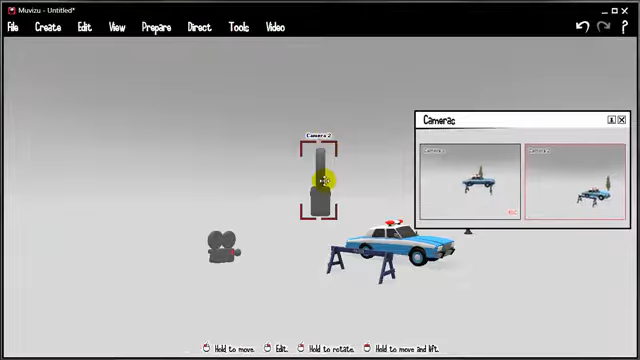 Muvizu - Untitled*
File Create Edit View Prepare Direct Tools Video
Camera 2
Cameras
REC
Hold to move. Edit. Hold to rotate. Hold to move and lift.